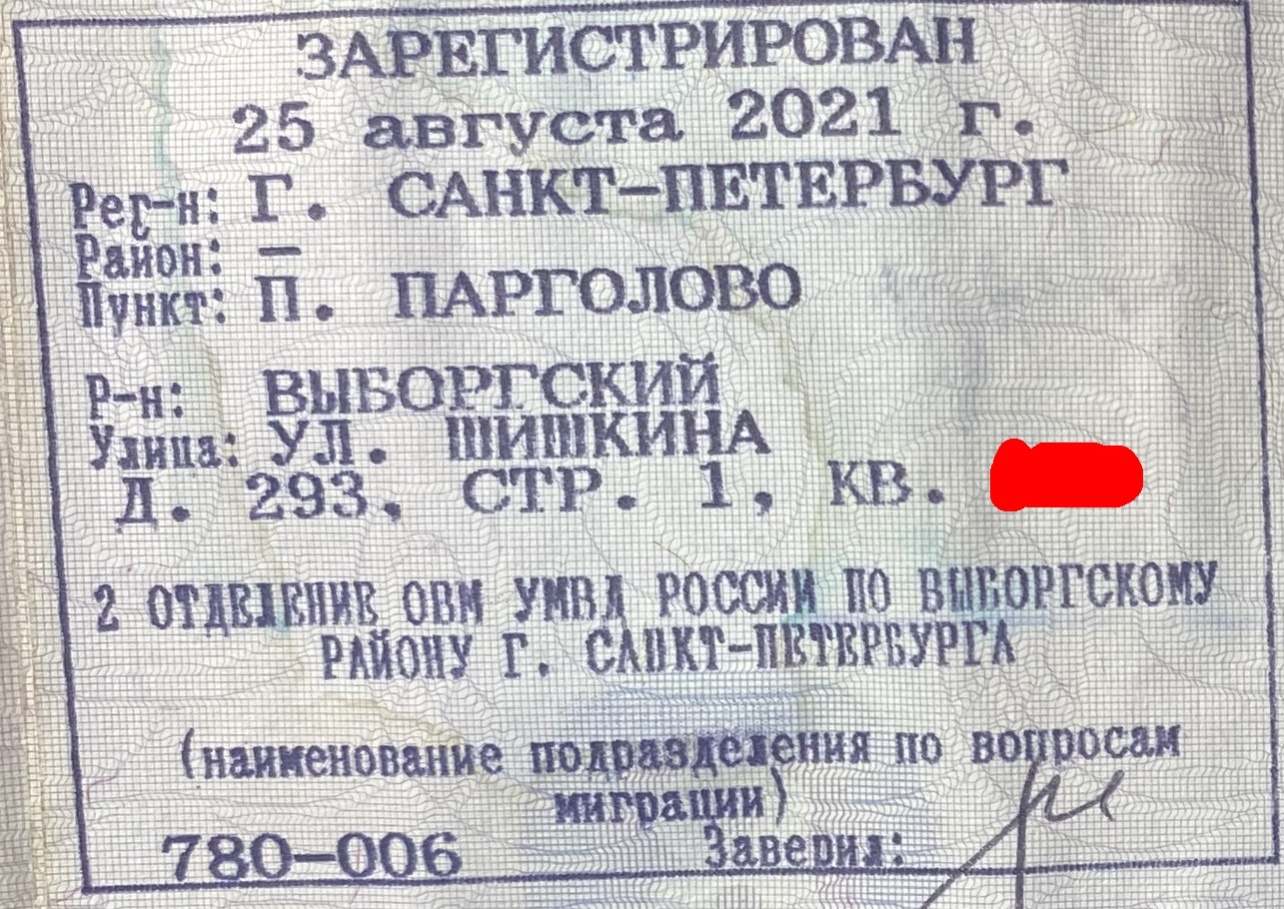 ЗАРЕГИСТРИРОВАН
25 августа 2021 г.
Рег-н: Г. САНКТ-ПЕТЕРБУРГ
Район: —
Пункт: П. ПАРГОЛОВО
Р-н: ВЫБОРГСКИЙ
Улица: УЛ. ШИШКИНА
Д. 293, СТР. 1, КВ.
2 ОТДЕЛЕНИЕ ОВМ УМВД РОССИИ ПО ВЫБОРГСКОМУ
РАЙОНУ Г. САНКТ-ПЕТЕРБУРГА
(наименование подразделения по вопросам
миграции)
780-006 Заверил: